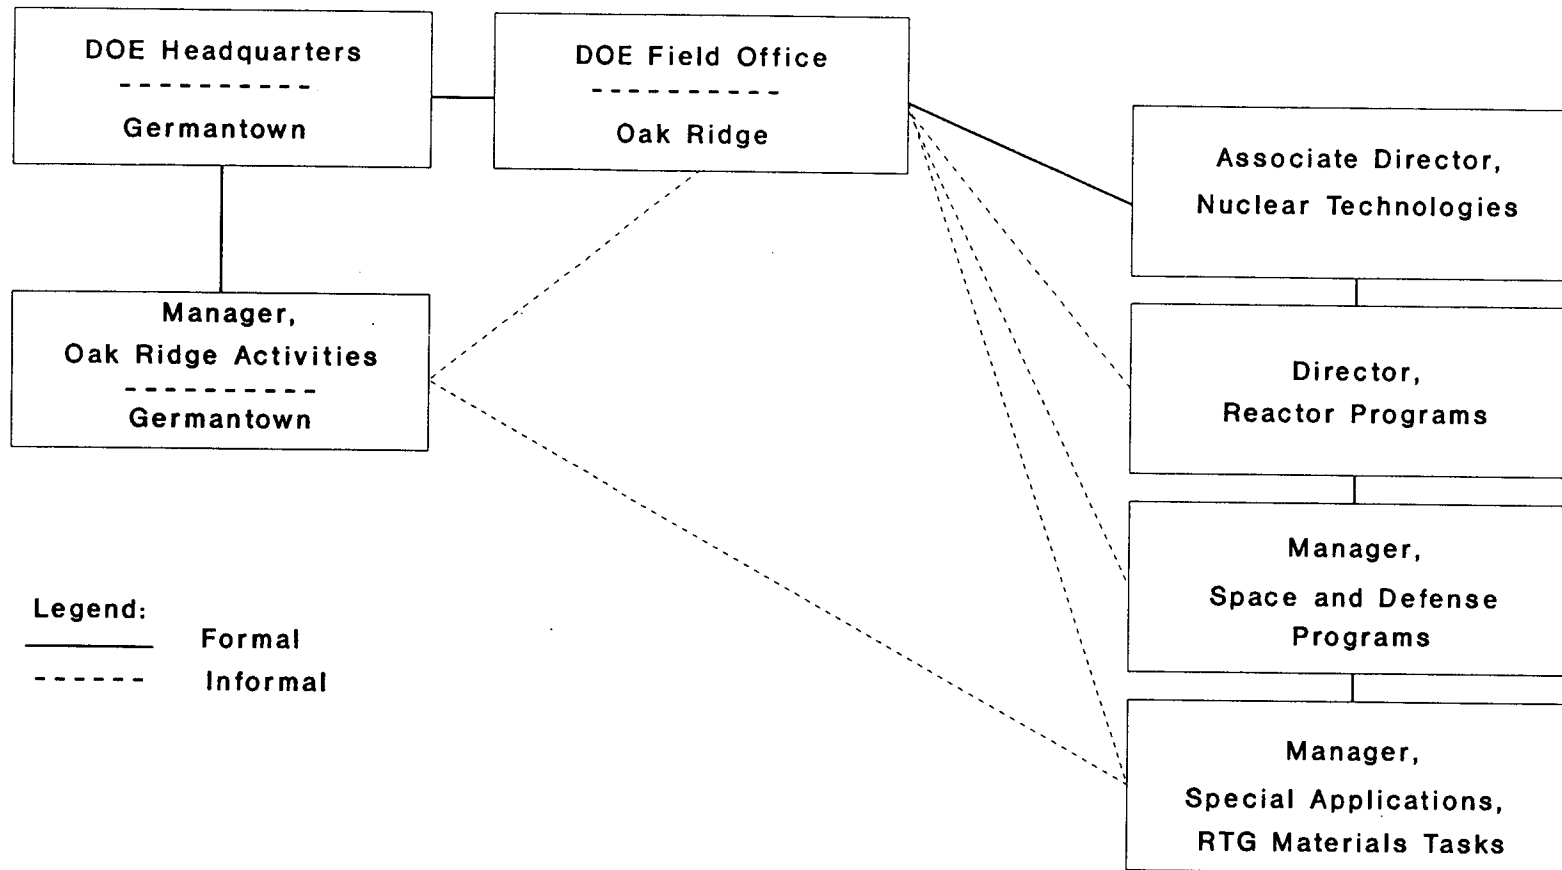 DOE Headquarters
Germantown
DOE Field Office
Oak Ridge
Associate Director,
Nuclear Technologies
Manager,
Oak Ridge Activities
Germantown
Director,
Reactor Programs
Manager,
Space and Defense
Programs
Legend:
Formal
Informal
Manager,
Special Applications,
RTG Materials Tasks